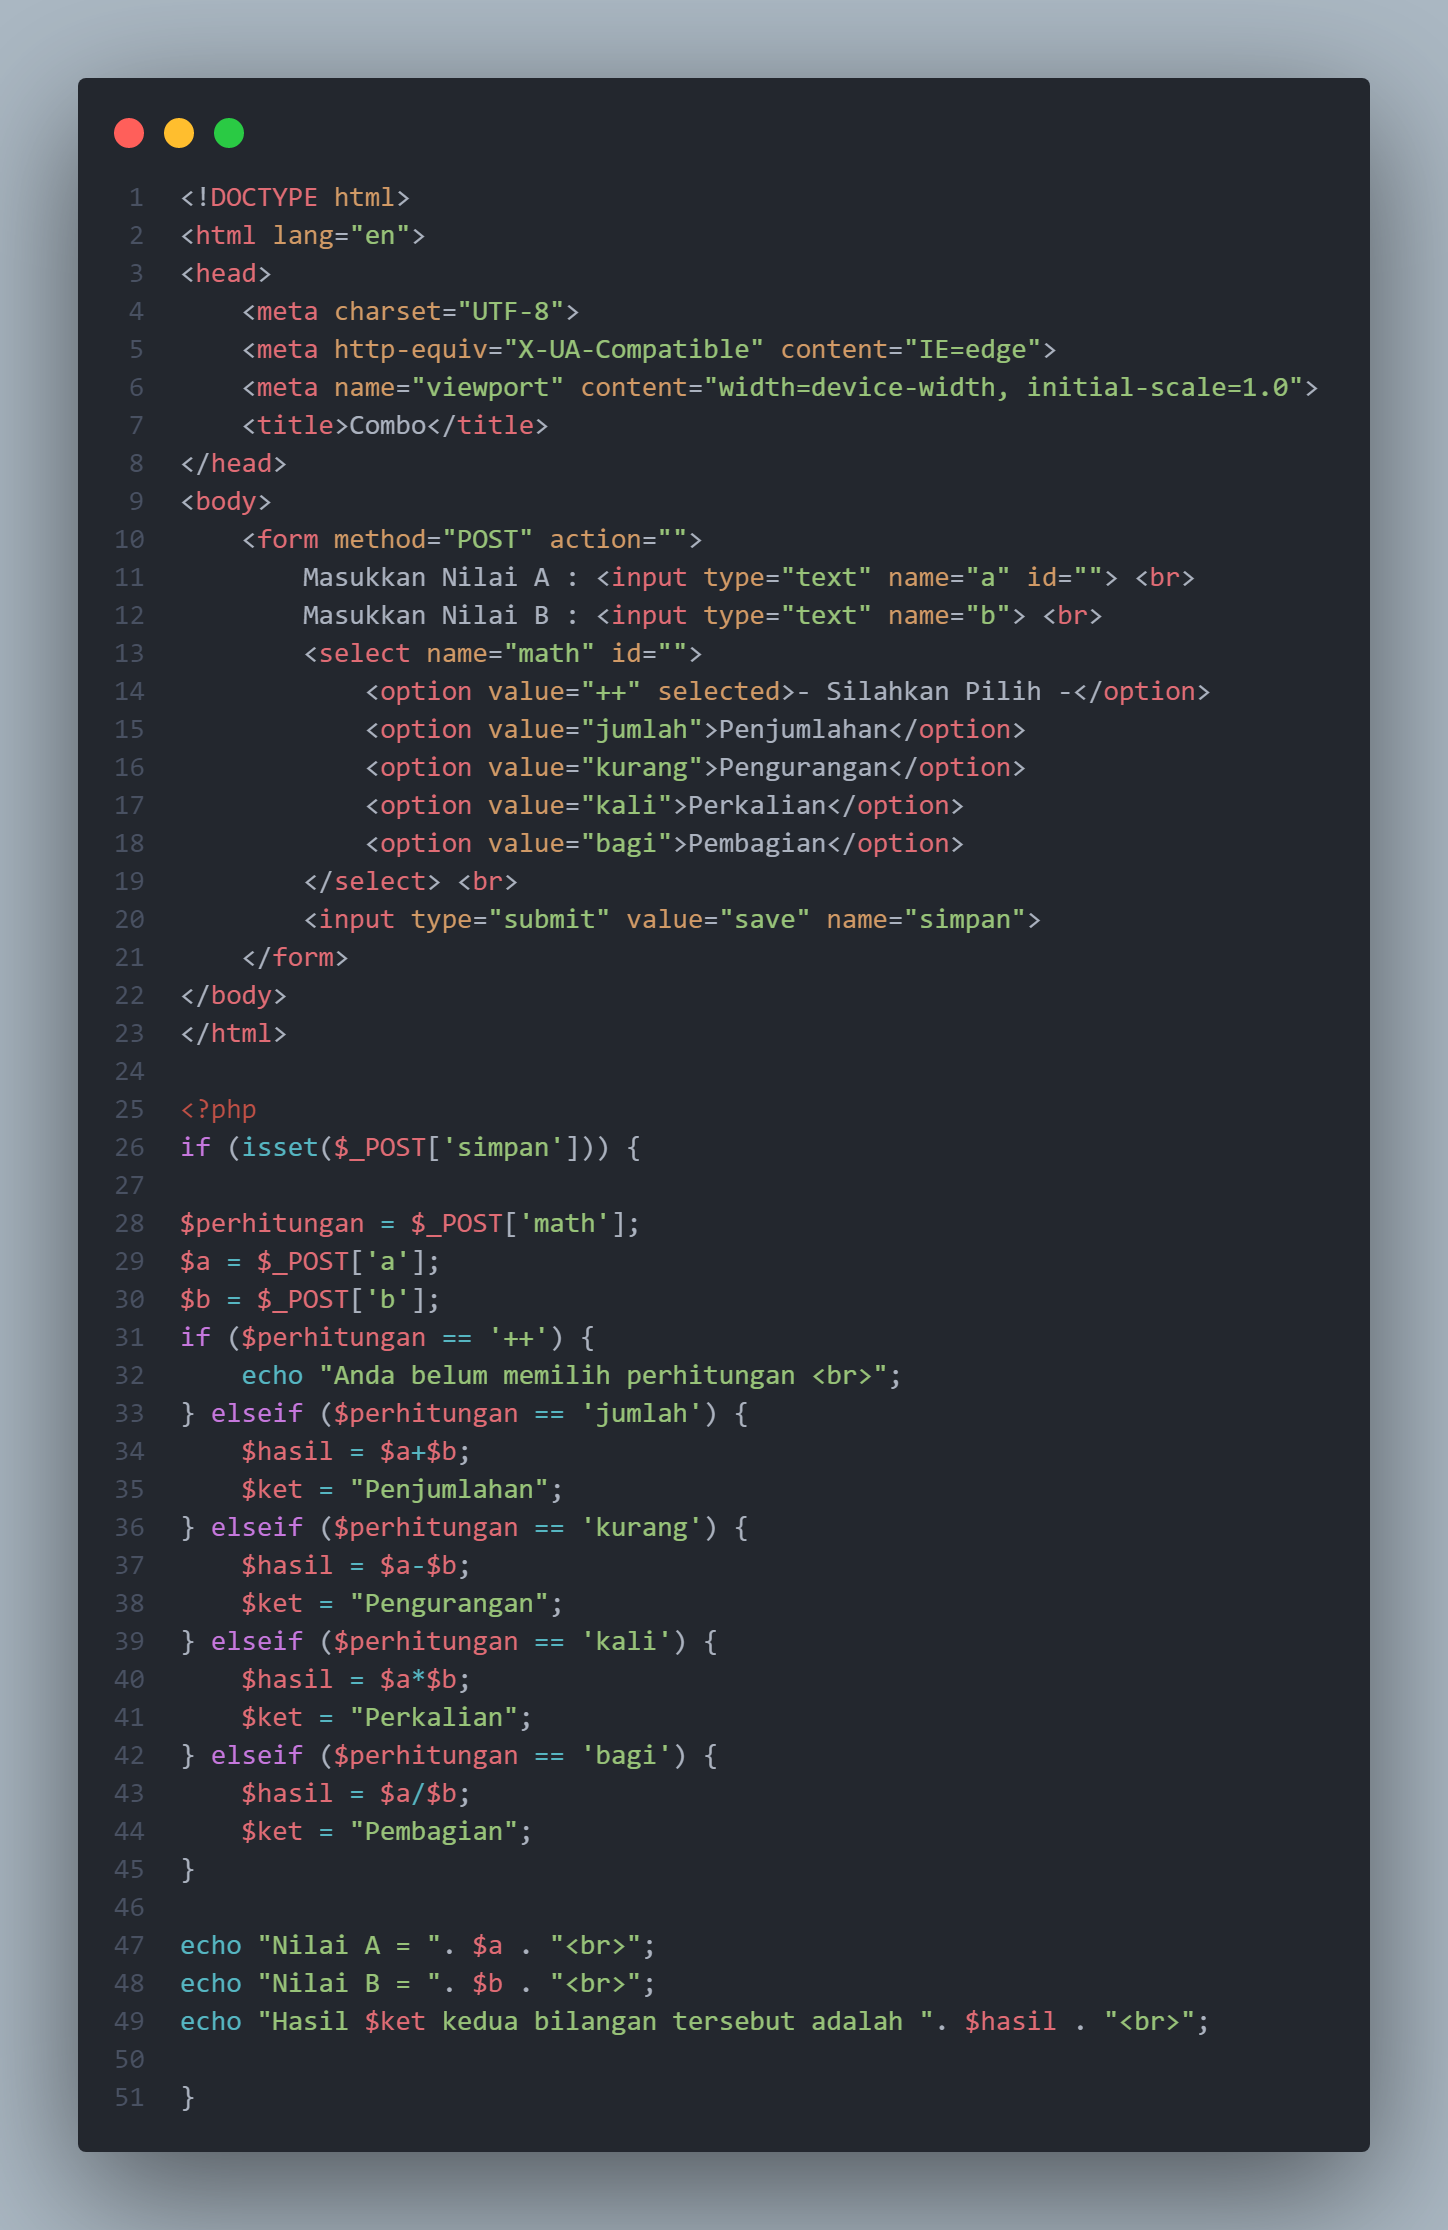 1 <!DOCTYPE html>
2 <html lang="en">
3 <head>
4     <meta charset="UTF-8">
5     <meta http-equiv="X-UA-Compatible" content="IE=edge">
6     <meta name="viewport" content="width=device-width, initial-scale=1.0">
7     <title>Combo</title>
8 </head>
9 <body>
10     <form method="POST" action="">
11         Masukkan Nilai A : <input type="text" name="a" id=""> <br>
12         Masukkan Nilai B : <input type="text" name="b"> <br>
13         <select name="math" id="">
14             <option value="++" selected>- Silahkan Pilih -</option>
15             <option value="jumlah">Penjumlahan</option>
16             <option value="kurang">Pengurangan</option>
17             <option value="kali">Perkalian</option>
18             <option value="bagi">Pembagian</option>
19         </select> <br>
20         <input type="submit" value="save" name="simpan">
21     </form>
22 </body>
23 </html>
24
25 <?php
26 if (isset($_POST['simpan'])) {
27
28 $perhitungan = $_POST['math'];
29 $a = $_POST['a'];
30 $b = $_POST['b'];
31 if ($perhitungan == '++') {
32     echo "Anda belum memilih perhitungan <br>";
33 } elseif ($perhitungan == 'jumlah') {
34     $hasil = $a+$b;
35     $ket = "Penjumlahan";
36 } elseif ($perhitungan == 'kurang') {
37     $hasil = $a-$b;
38     $ket = "Pengurangan";
39 } elseif ($perhitungan == 'kali') {
40     $hasil = $a*$b;
41     $ket = "Perkalian";
42 } elseif ($perhitungan == 'bagi') {
43     $hasil = $a/$b;
44     $ket = "Pembagian";
45 }
46
47 echo "Nilai A = ". $a . "<br>";
48 echo "Nilai B = ". $b . "<br>";
49 echo "Hasil $ket kedua bilangan tersebut adalah ". $hasil . "<br>";
50
51 }